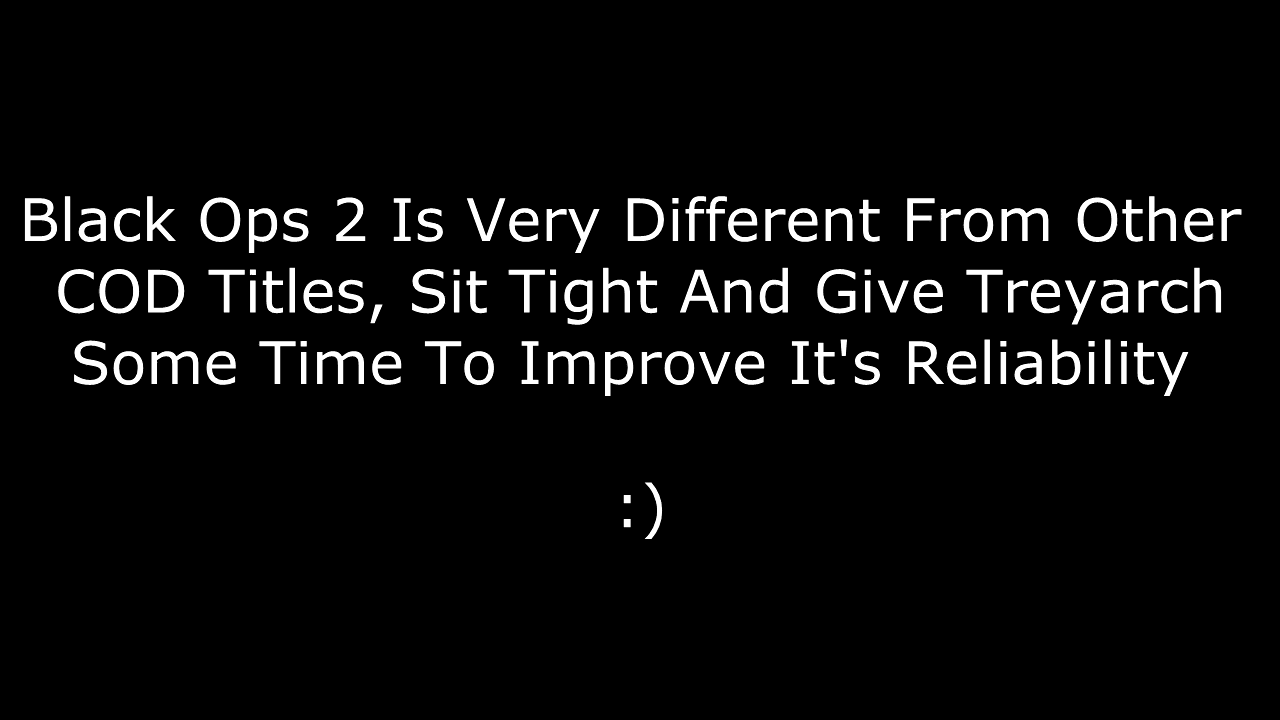 Black Ops 2 Is Very Different From Other
COD Titles, Sit Tight And Give Treyarch
Some Time To Improve It's Reliability
:)